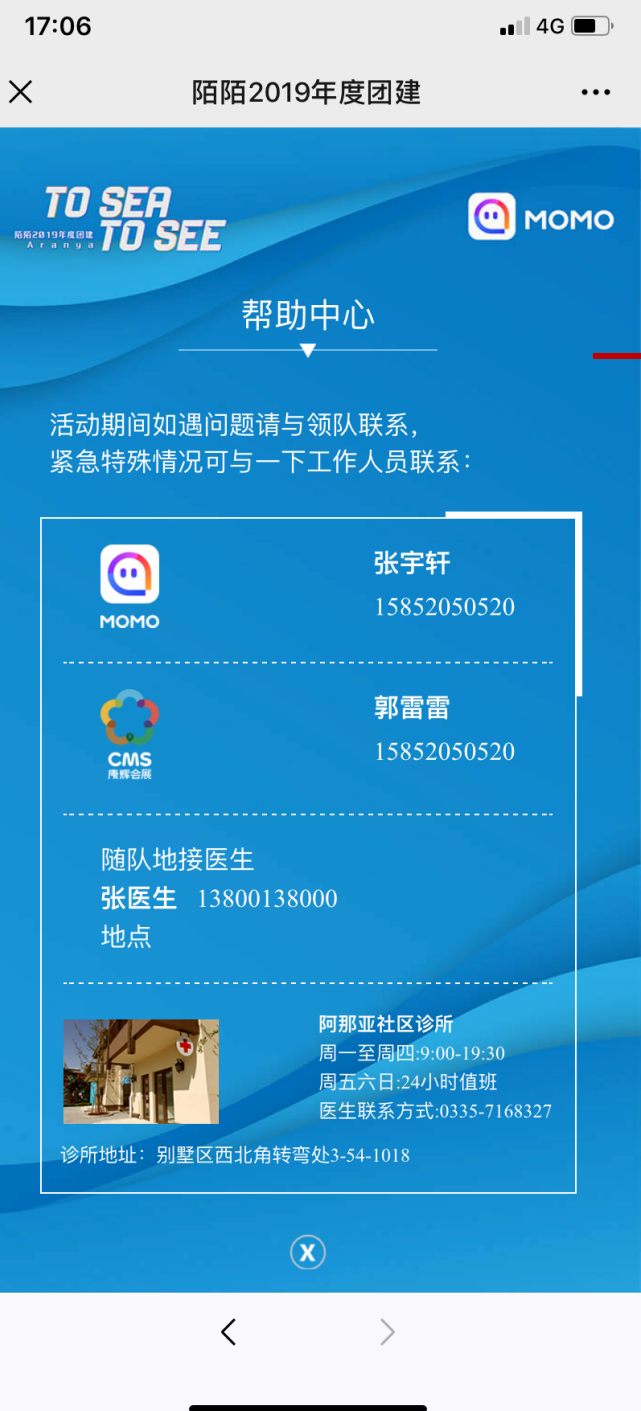 17:06
4G
陌陌2019年度团建
TO SEA
陌陌2019年度团建
Aranya
TO SEE
MOMO
帮助中心
活动期间如遇问题请与领队联系，
紧急特殊情况可与一下工作人员联系：
MOMO
张宇轩
15852050520
CMS
康辉会展
郭雷雷
15852050520
随队地接医生
张医生 13800138000
地点
阿那亚社区诊所
周一至周四:9:00-19:30
周五六日:24小时值班
医生联系方式:0335-7168327
诊所地址：别墅区西北角转弯处3-54-1018
X